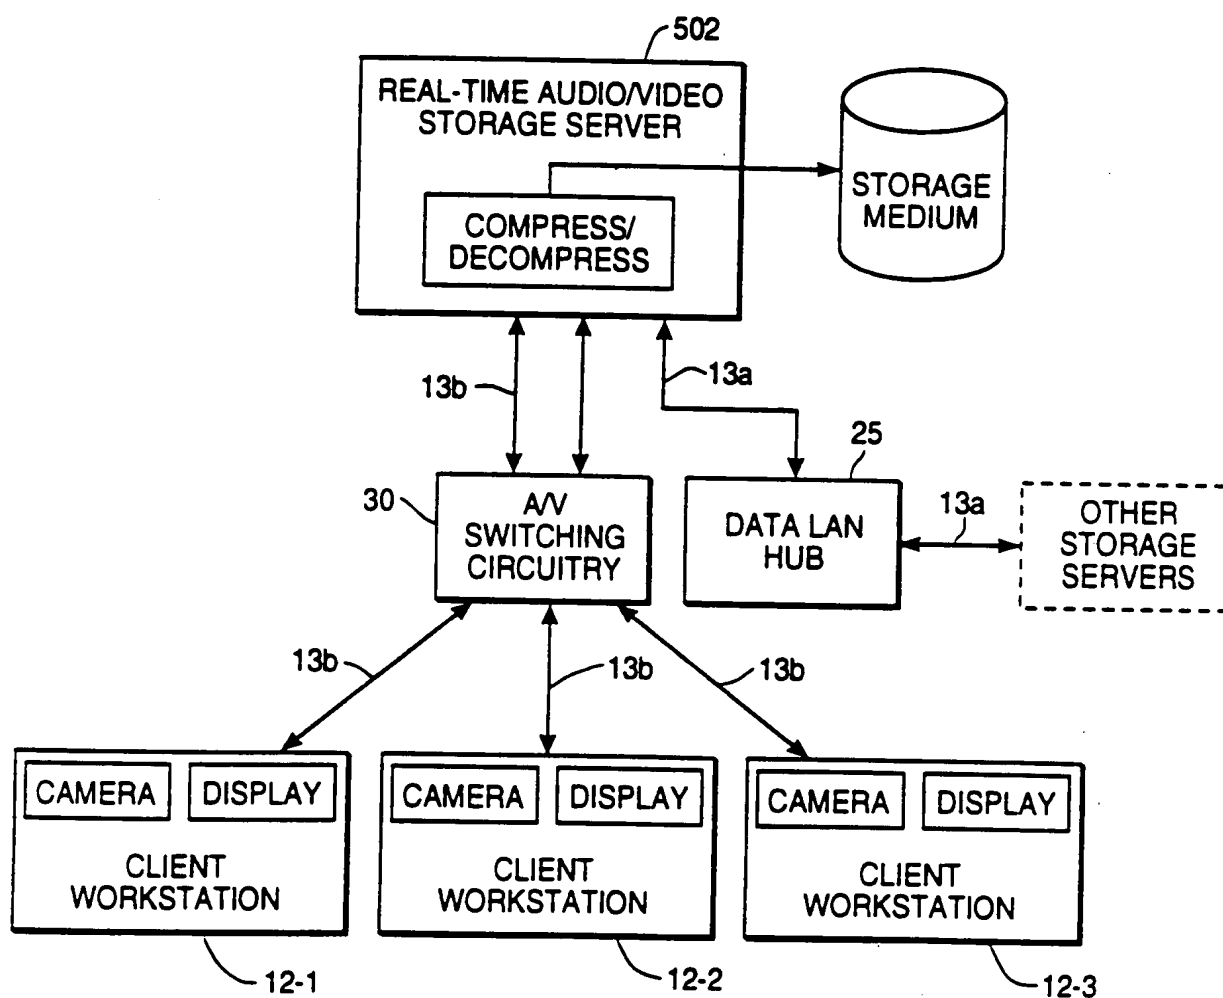 502
REAL-TIME AUDIO/VIDEO
STORAGE SERVER
COMPRESS/
DECOMPRESS
STORAGE
MEDIUM
13b
13a
25
30
A/V
SWITCHING
CIRCUITRY
DATA LAN
HUB
13a
OTHER
STORAGE
SERVERS
13b
13b
13b
CAMERA
DISPLAY
CLIENT
WORKSTATION
12-1
CAMERA
DISPLAY
CLIENT
WORKSTATION
12-2
CAMERA
DISPLAY
CLIENT
WORKSTATION
12-3